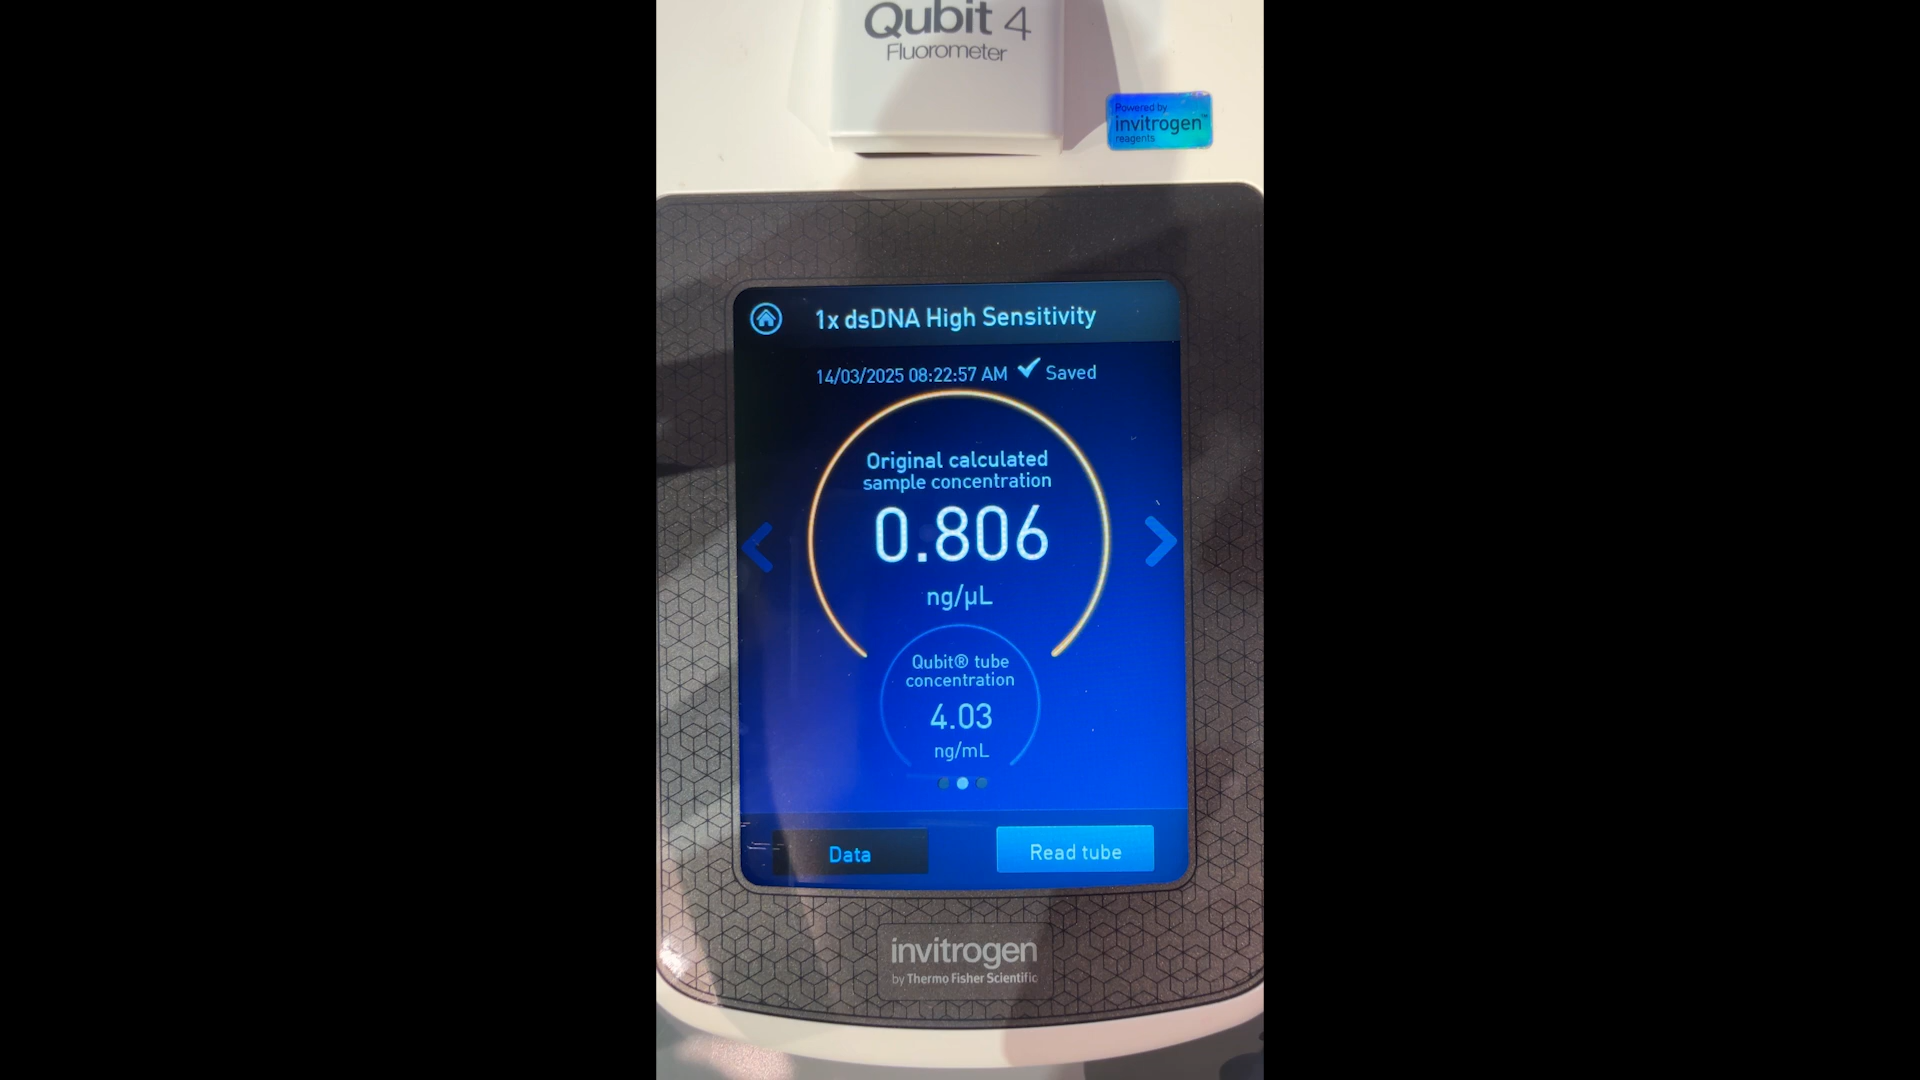 Qubit 4
Fluorometer
Powered by
invitrogen™
reagents
1x dsDNA High Sensitivity
14/03/2025 08:22:57 AM Saved
Original calculated
sample concentration
0.806
ng/µL
Qubit® tube
concentration
4.03
ng/mL
Data
Read tube
invitrogen
by Thermo Fisher Scientific